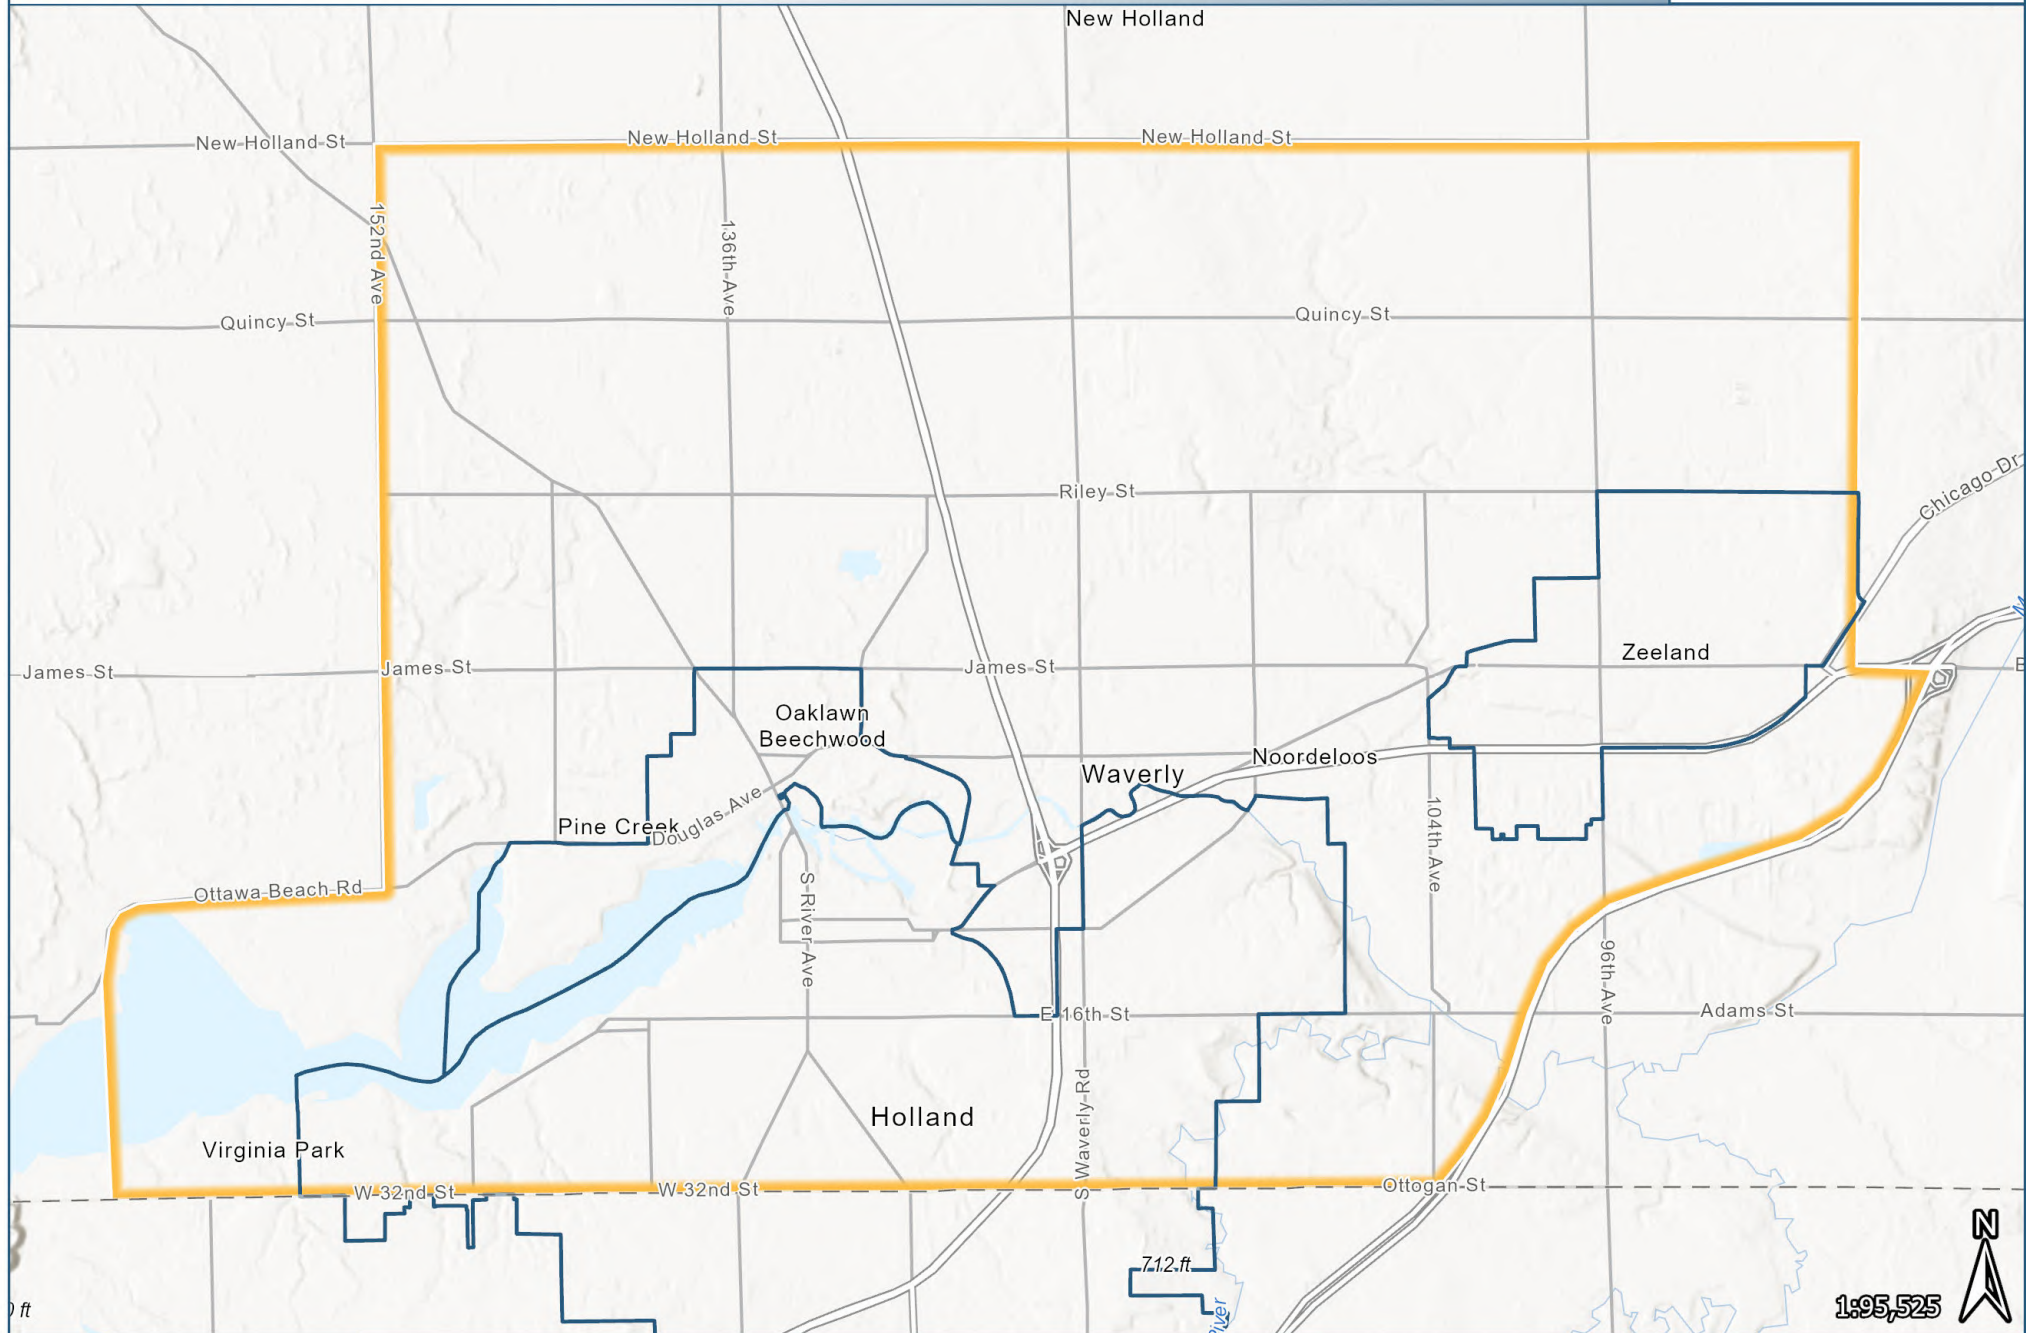 New Holland
New Holland St
New Holland St
New Holland St
152nd Ave
136th Ave
Quincy St
Quincy St
Riley St
Chicago Dr
James St
James St
James St
Zeeland
Oaklawn
Beechwood
Noordeloos
Waverly
Pine Creek
Douglas Ave
104th Ave
Ottawa Beach Rd
S River Ave
96th Ave
E 16th St
Adams St
Holland
S Waverly Rd
Virginia Park
W 32nd St
W 32nd St
Ottogan St
712 ft
N
ft
1:95,525